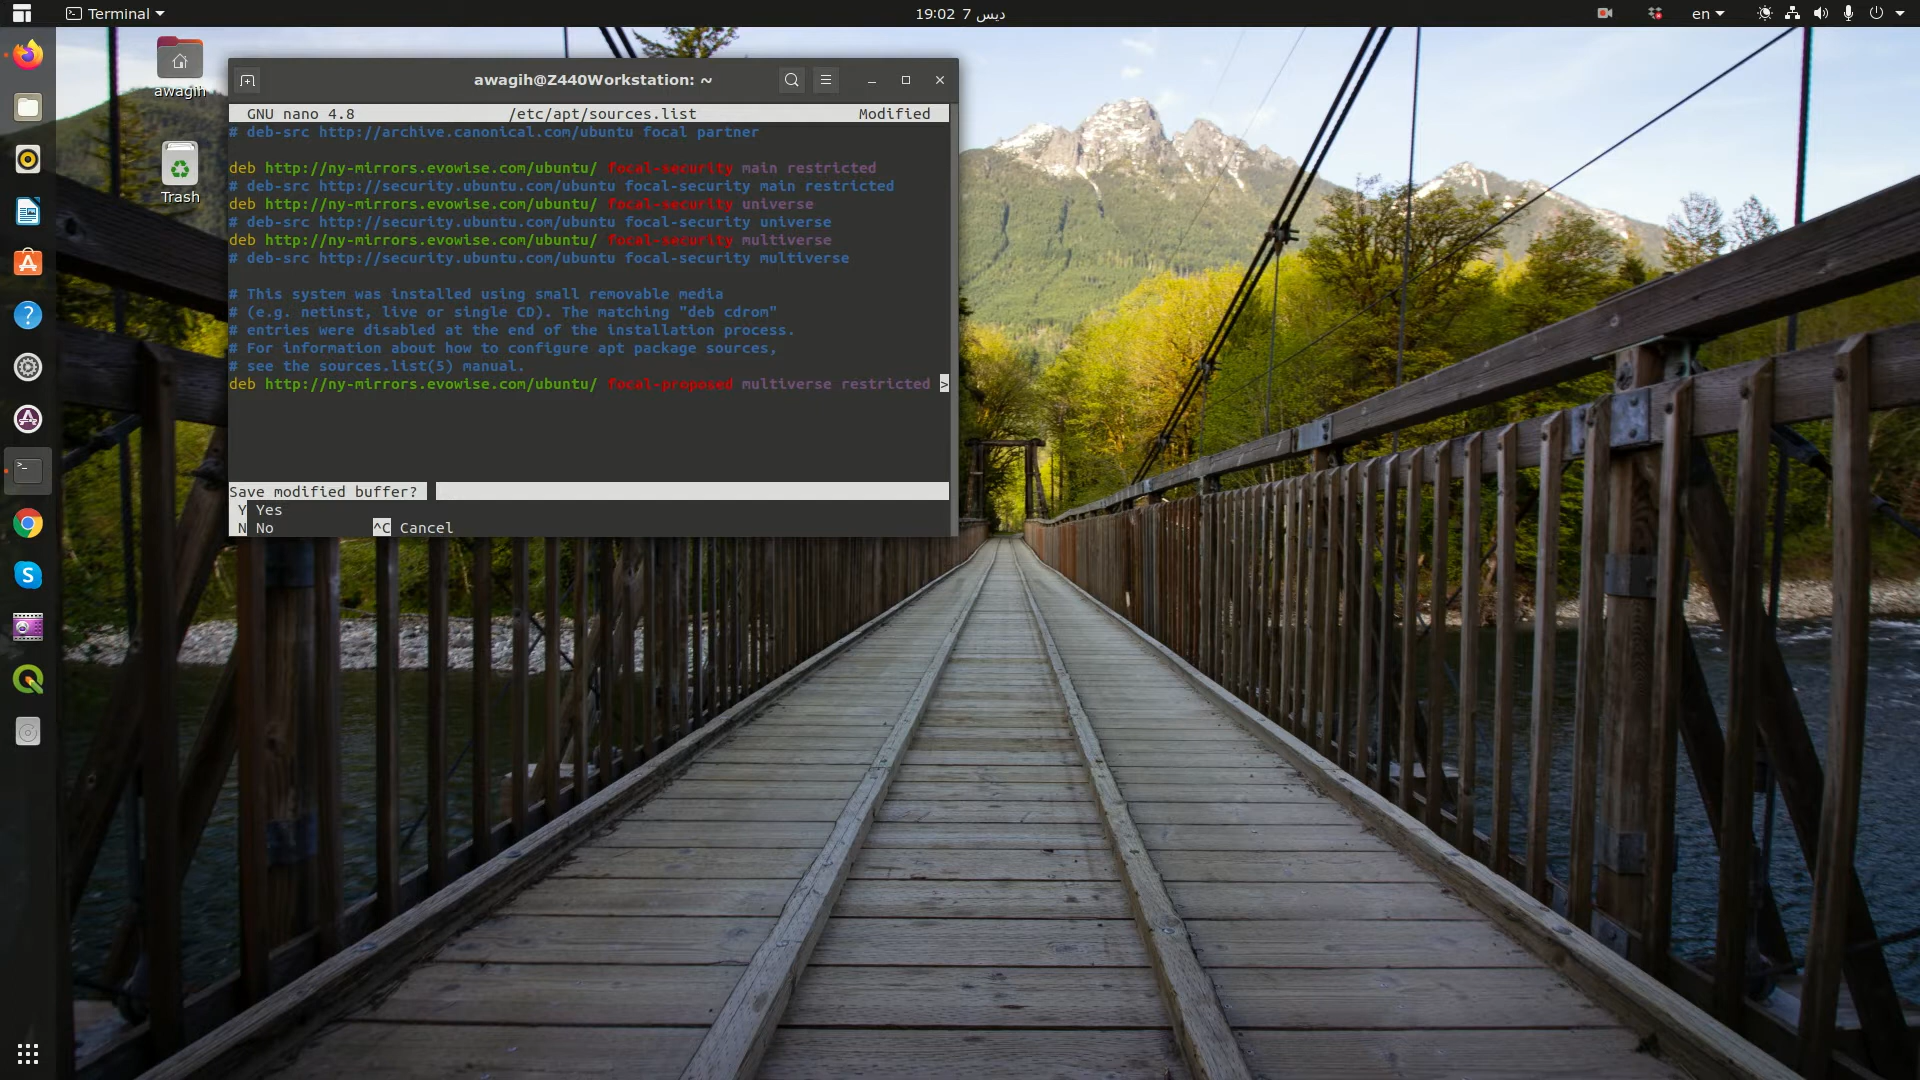 Terminal
19:02 7 ديس
en
awagih
Trash
awagih@Z440Workstation: ~
GNU nano 4.8 /etc/apt/sources.list Modified
# deb-src http://archive.canonical.com/ubuntu focal partner
deb http://ny-mirrors.evowise.com/ubuntu/ focal-security main restricted
# deb-src http://security.ubuntu.com/ubuntu focal-security main restricted
deb http://ny-mirrors.evowise.com/ubuntu/ focal-security universe
# deb-src http://security.ubuntu.com/ubuntu focal-security universe
deb http://ny-mirrors.evowise.com/ubuntu/ focal-security multiverse
# deb-src http://security.ubuntu.com/ubuntu focal-security multiverse
# This system was installed using small removable media
# (e.g. netinst, live or single CD). The matching "deb cdrom"
# entries were disabled at the end of the installation process.
# For information about how to configure apt package sources,
# see the sources.list(5) manual.
deb http://ny-mirrors.evowise.com/ubuntu/ focal-proposed multiverse restricted >
Save modified buffer?
Y Yes
N No ^C Cancel